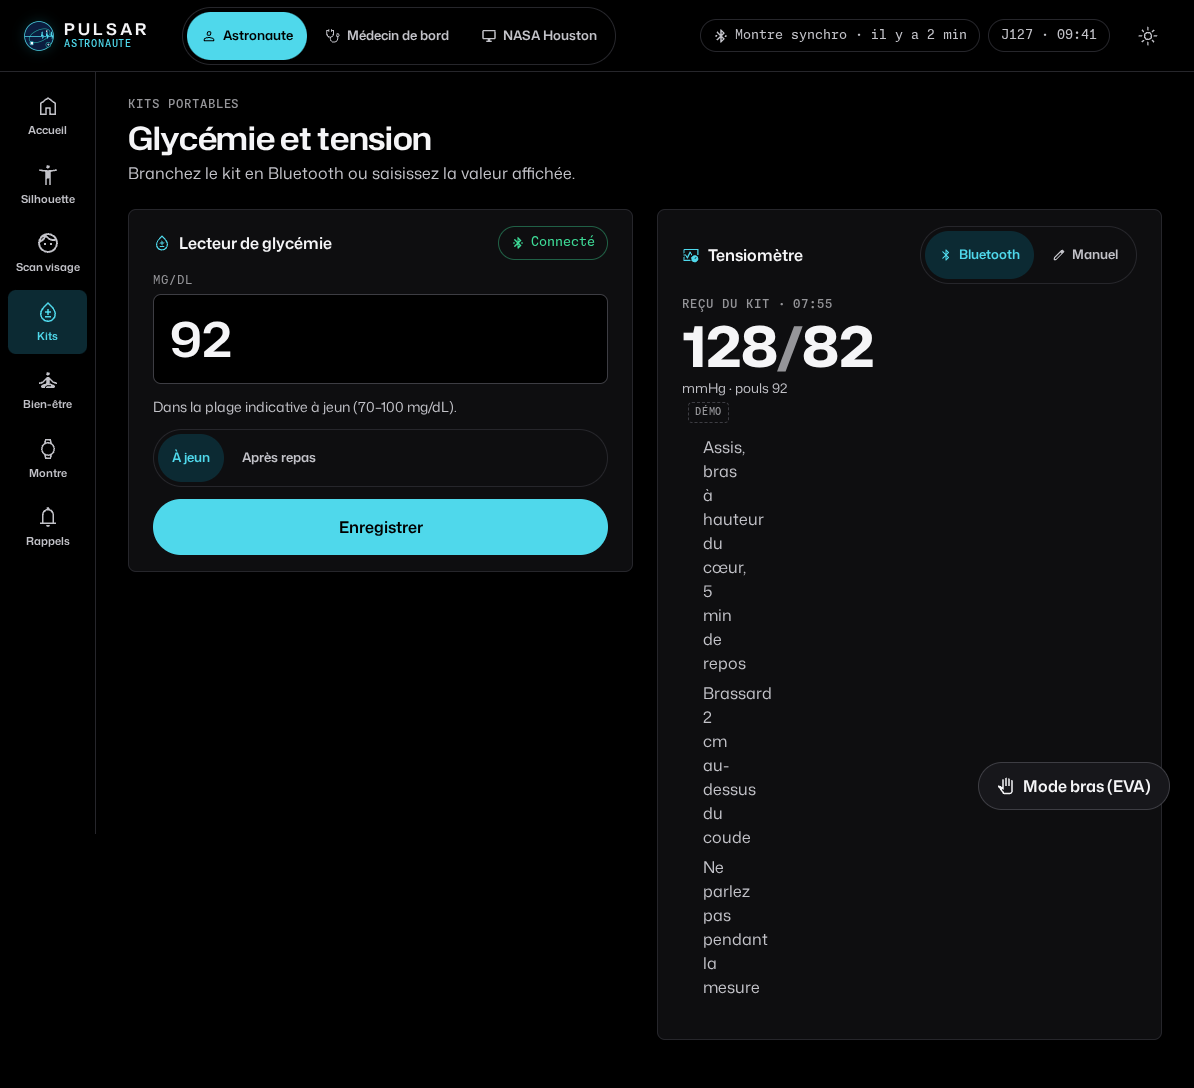 PULSAR
ASTRONAUTE
Astronaute
Médecin de bord
NASA Houston
Montre synchro · il y a 2 min
J127 · 09:41
Accueil
Silhouette
Scan visage
Kits
Bien-être
Montre
Rappels
KITS PORTABLES
Glycémie et tension
Branchez le kit en Bluetooth ou saisissez la valeur affichée.
Lecteur de glycémie
Connecté
MG/DL
92
Dans la plage indicative à jeun (70–100 mg/dL).
À jeun
Après repas
Enregistrer
Tensiomètre
Bluetooth
Manuel
REÇU DU KIT · 07:55
128/82
mmHg · pouls 92
DÉMO
Assis,
bras
à
hauteur
du
cœur,
5
min
de
repos
Brassard
2
cm
au-
dessus
du
coude
Ne
parlez
pas
pendant
la
mesure
Mode bras (EVA)